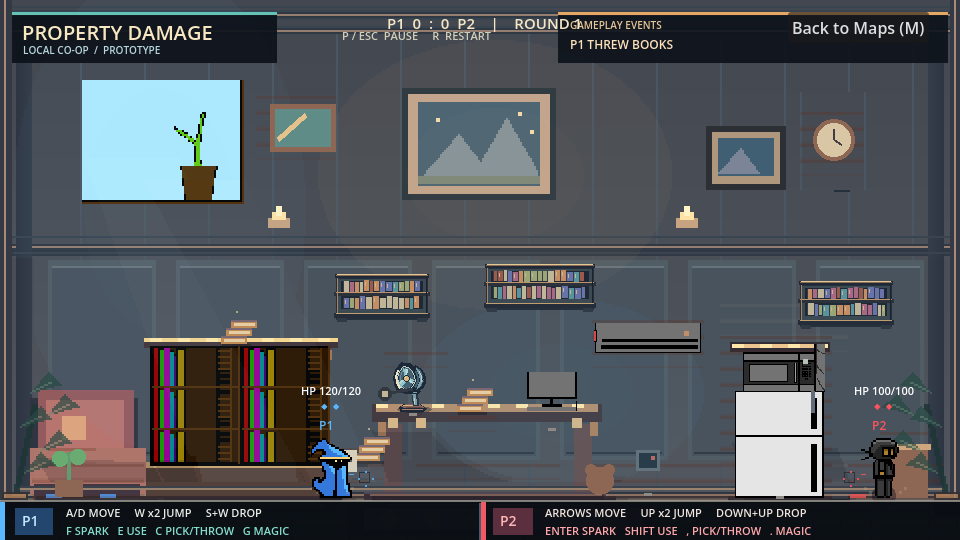 PROPERTY DAMAGE
LOCAL CO-OP / PROTOTYPE
P1 0 : 0 P2 | ROUND 1
P / ESC PAUSE R RESTART
GAMEPLAY EVENTS
P1 THREW BOOKS
Back to Maps (M)
HP 120/120
P1
HP 100/100
P2
P1
A/D MOVE W x2 JUMP S+W DROP
F SPARK E USE C PICK/THROW G MAGIC
P2
ARROWS MOVE UP x2 JUMP DOWN+UP DROP
ENTER SPARK SHIFT USE , PICK/THROW . MAGIC